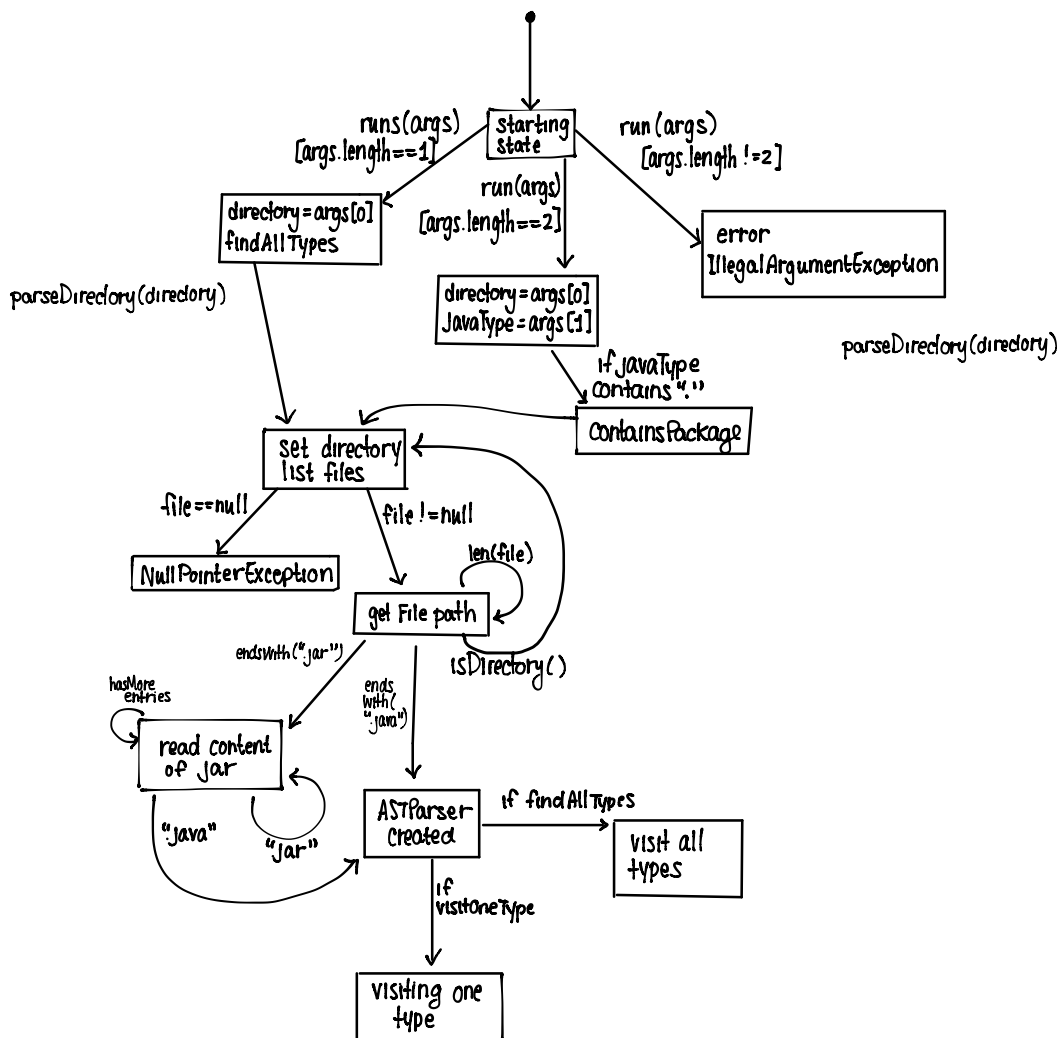 runs(args)
[args.length==1]
starting
state
run(args)
[args.length !=2]
run(args)
[args.length==2]
directory=args[0]
findAllTypes
error
IllegalArgumentException
parseDirectory(directory)
directory=args[0]
JavaType=args[1]
parseDirectory(directory)
if javaType
contains "."
containsPackage
set directory
list files
file==null
file !=null
len(file)
NullPointerException
get File path
endsWith(".jar")
isDirectory()
hasMore
entries
ends
with(
".java")
read content
of jar
".java"
"jar"
ASTParser
created
if findAllTypes
visit all
types
if
visitOneType
visiting one
type